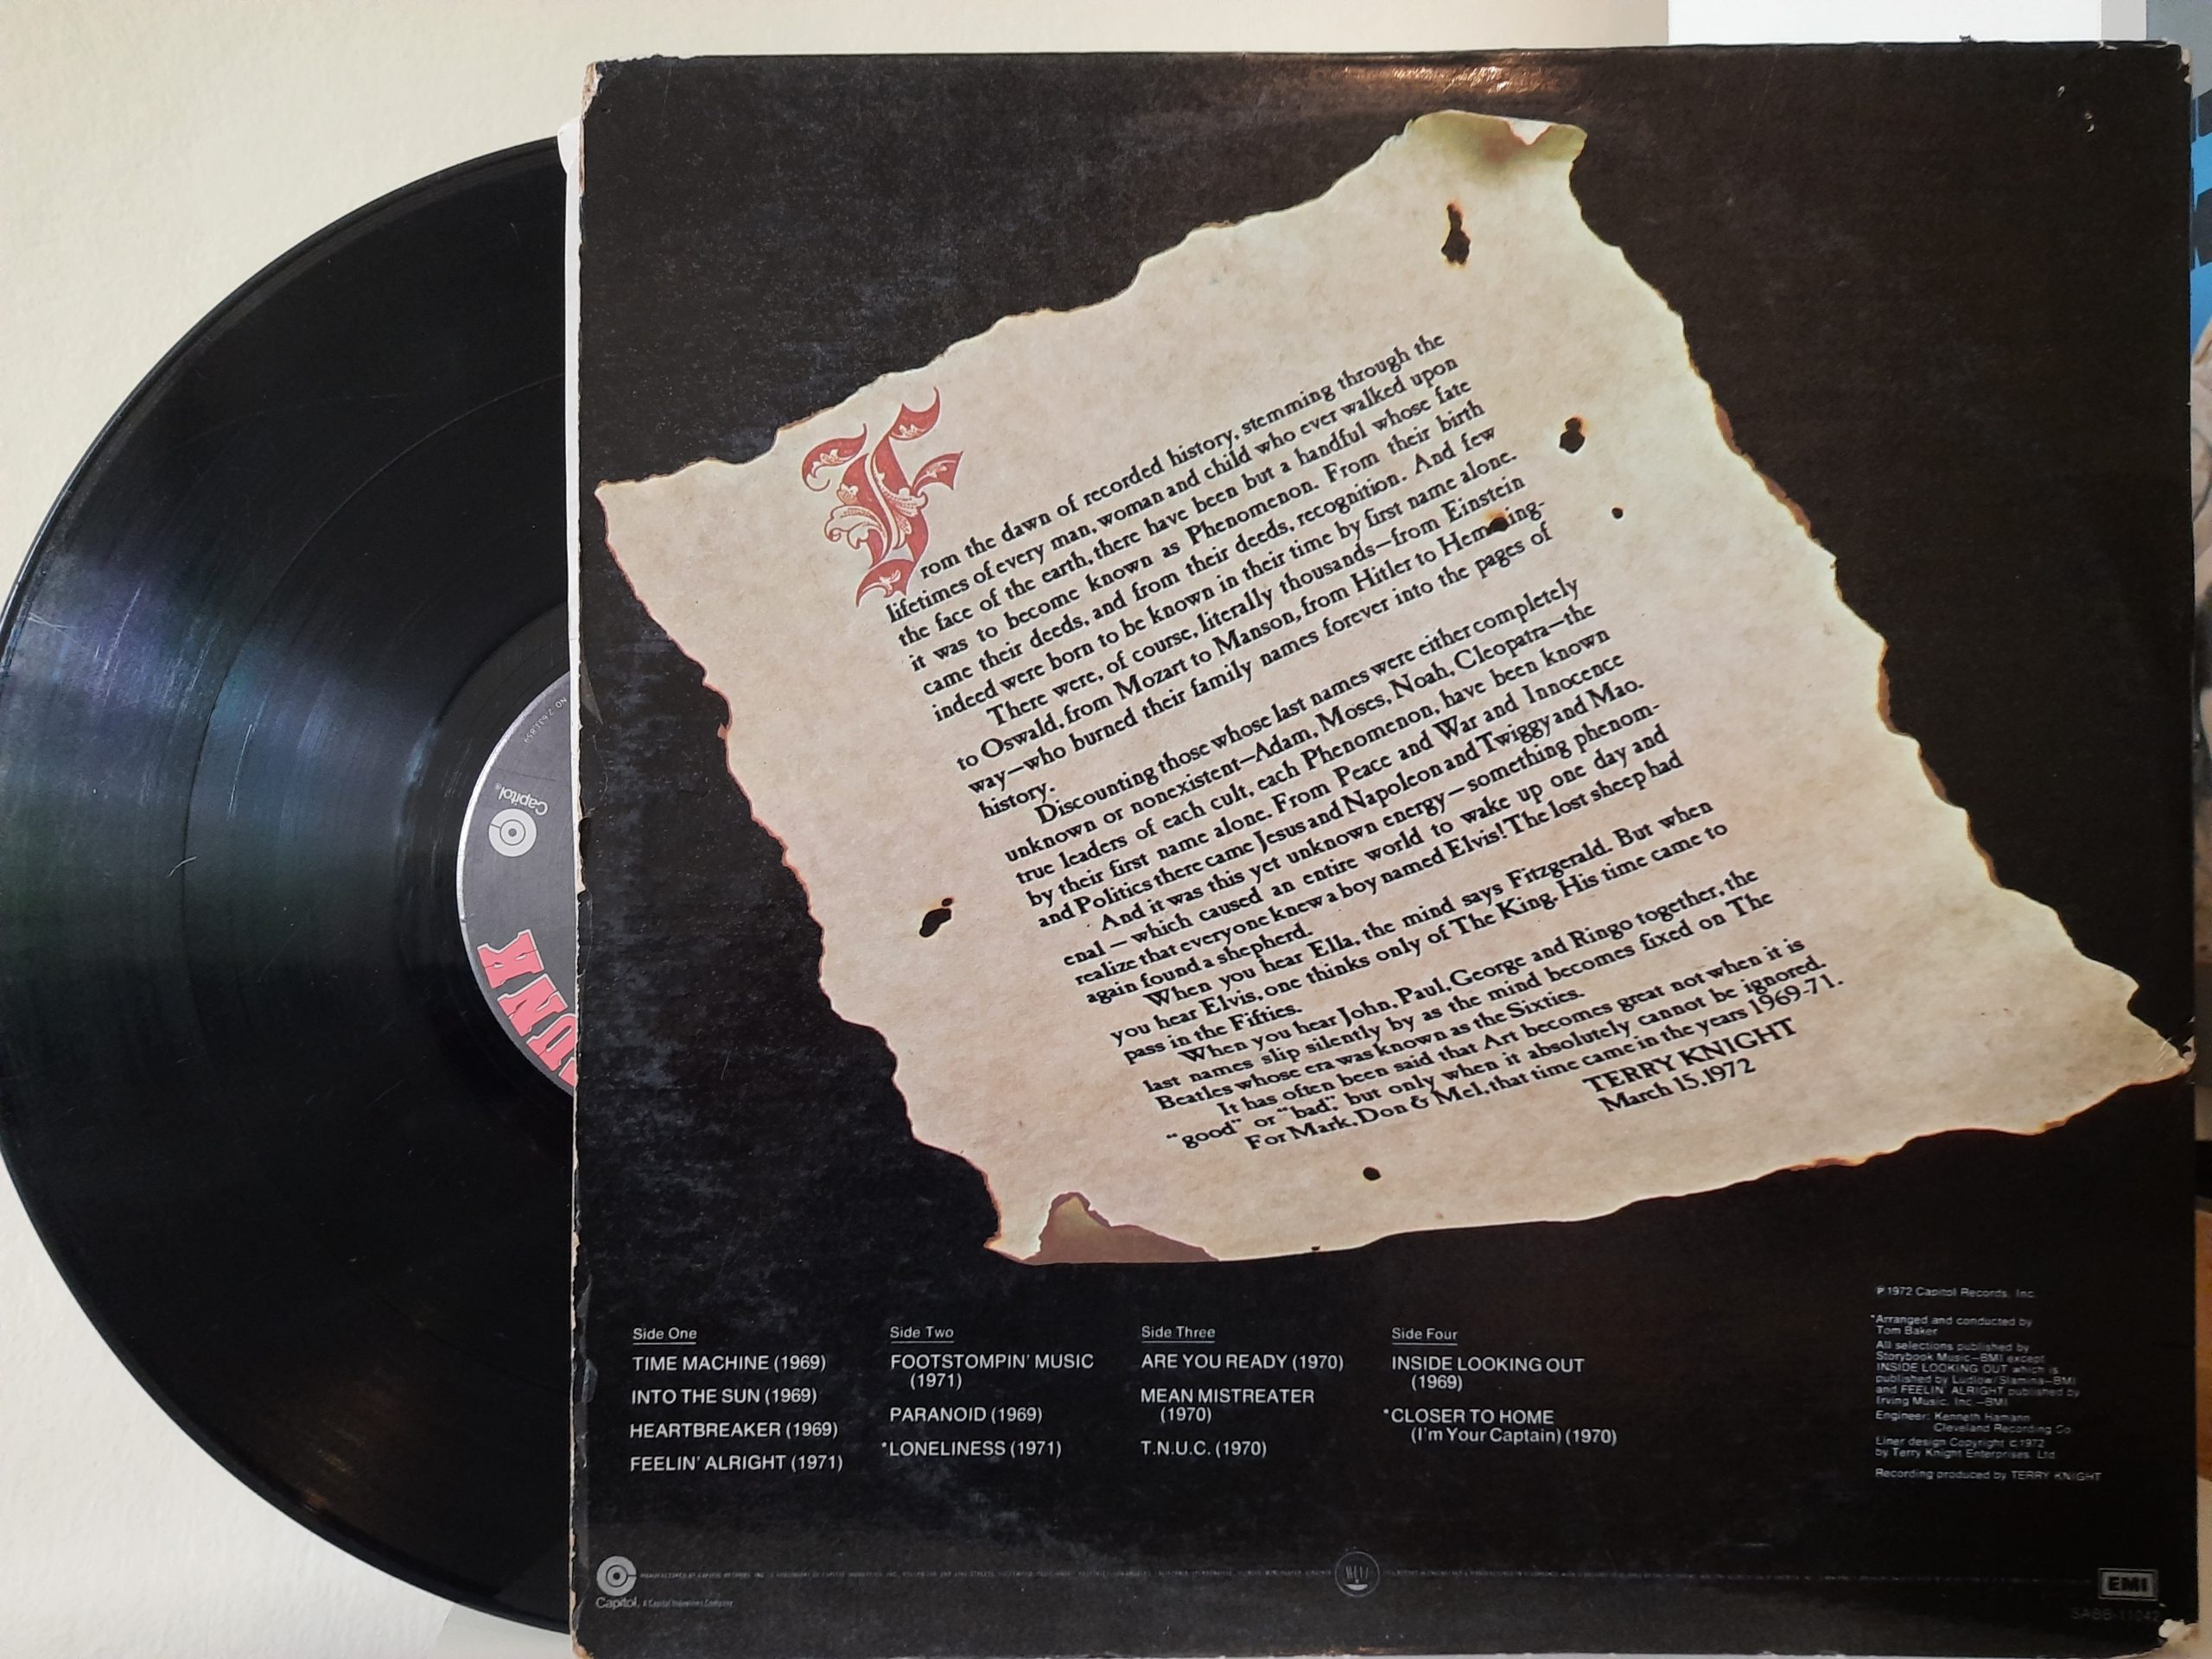 From the dawn of recorded history, stemming through the
lifetimes of every man, woman and child who ever walked upon
the face of the earth, there have been but a handful whose fate
it was to become known as Phenomenon. From their birth
came their deeds, and from their deeds, recognition. And few
indeed were born to be known in their time by first name alone.
There were, of course, literally thousands—from Einstein
to Oswald, from Mozart to Manson, from Hitler to Hemming-
way—who burned their family names forever into the pages of
history.
Discounting those whose last names were either completely
unknown or nonexistent—Adam, Moses, Noah, Cleopatra—the
true leaders of each cult, each Phenomenon, have been known
by their first name alone. From Peace and War and Innocence
and Politics there came Jesus and Napoleon and Twiggy and Mao.
And it was this yet unknown energy—something phenom-
enal—which caused an entire world to wake up one day and
realize that everyone knew a boy named Elvis! The lost sheep had
again found a shepherd.
When you hear Ella, the mind says Fitzgerald. But when
you hear Elvis, one thinks only of The King. His time came to
pass in the Fifties.
When you hear John, Paul, George and Ringo together, the
last names slip silently by as the mind becomes fixed on The
Beatles whose era was known as the Sixties.
It has often been said that Art becomes great not when it is
"good" or "bad", but only when it absolutely cannot be ignored.
For Mark, Don & Mel, that time came in the years 1969-71.
TERRY KNIGHT
March 15, 1972
NO. 2-631859
Capitol®
FUNK
Side One
TIME MACHINE (1969)
INTO THE SUN (1969)
HEARTBREAKER (1969)
FEELIN' ALRIGHT (1971)
Side Two
FOOTSTOMPIN' MUSIC
(1971)
PARANOID (1969)
*LONELINESS (1971)
Side Three
ARE YOU READY (1970)
MEAN MISTREATER
(1970)
T.N.U.C. (1970)
Side Four
INSIDE LOOKING OUT
(1969)
*CLOSER TO HOME
(I'm Your Captain) (1970)
℗1972 Capitol Records, Inc.
*Arranged and conducted by
Tom Baker
All selections published by
Storybook Music—BMI except
INSIDE LOOKING OUT which is
published by Ludlow/Slamina—BMI
and FEELIN' ALRIGHT published by
Irving Music, Inc.—BMI
Engineer: Kenneth Hamann
Cleveland Recording Co.
Liner design Copyright c.1972
by Terry Knight Enterprises, Ltd.
Recording produced by TERRY KNIGHT
Capitol. A Capitol Industries Company
EMI
SABB-11042